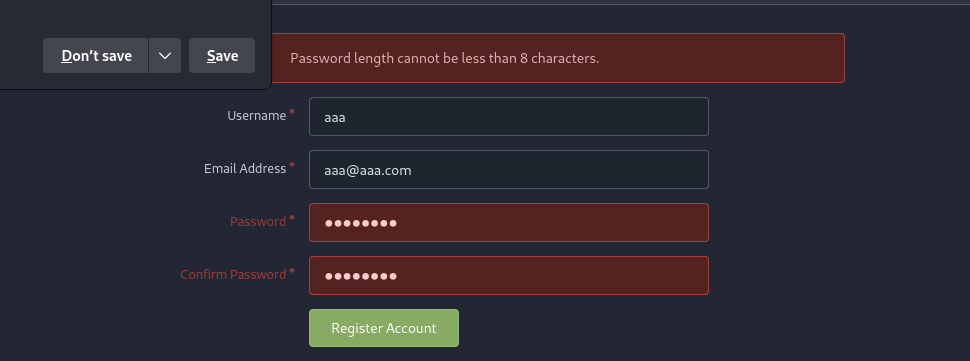 Don't save
Save
Password length cannot be less than 8 characters.
Username *
aaa
Email Address *
aaa@aaa.com
Password *
●●●●●●●●
Confirm Password *
●●●●●●●●
Register Account